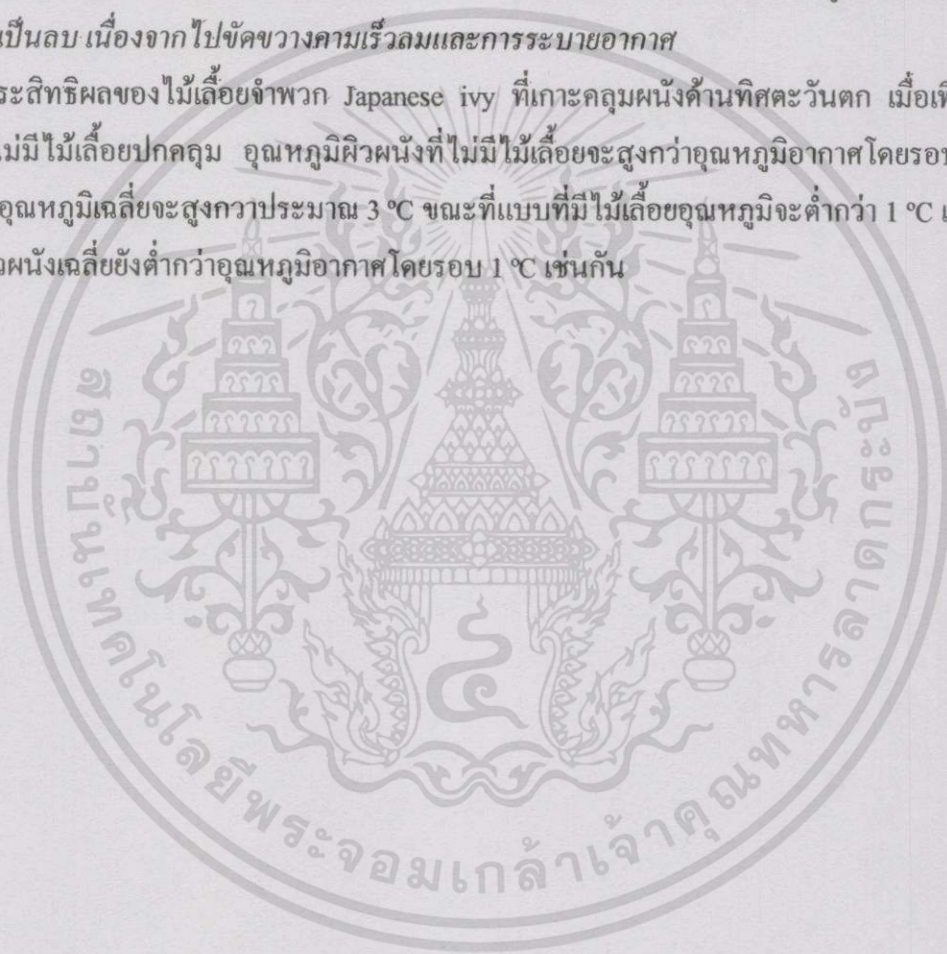 เป็นลบ เนื่องจากไปขัดขวางคามเร็วลมและการระบายอากาศ
ระสิทธิผลของไม้เลื้อยจำพวก Japanese ivy ที่เกาะคลุมผนังด้านทิศตะวันตก เมื่อเที
ไม่มีไม้เลื้อยปกคลุม อุณหภูมิผิวผนังที่ไม่มีไม้เลื้อยจะสูงกว่าอุณหภูมิอากาศโดยรอบ
อุณหภูมิเฉลี่ยจะสูงกวาประมาณ 3 °C ขณะที่แบบที่มีไม้เลื้อยอุณหภูมิจะต่ำกว่า 1 °C
วผนังเฉลี่ยยังต่ำกว่าอุณหภูมิอากาศโดยรอบ 1 °C เช่นกัน
สถาบันเทคโนโลยีพระจอมเกล้าเจ้าคุณทหารลาดกระบัง
๔